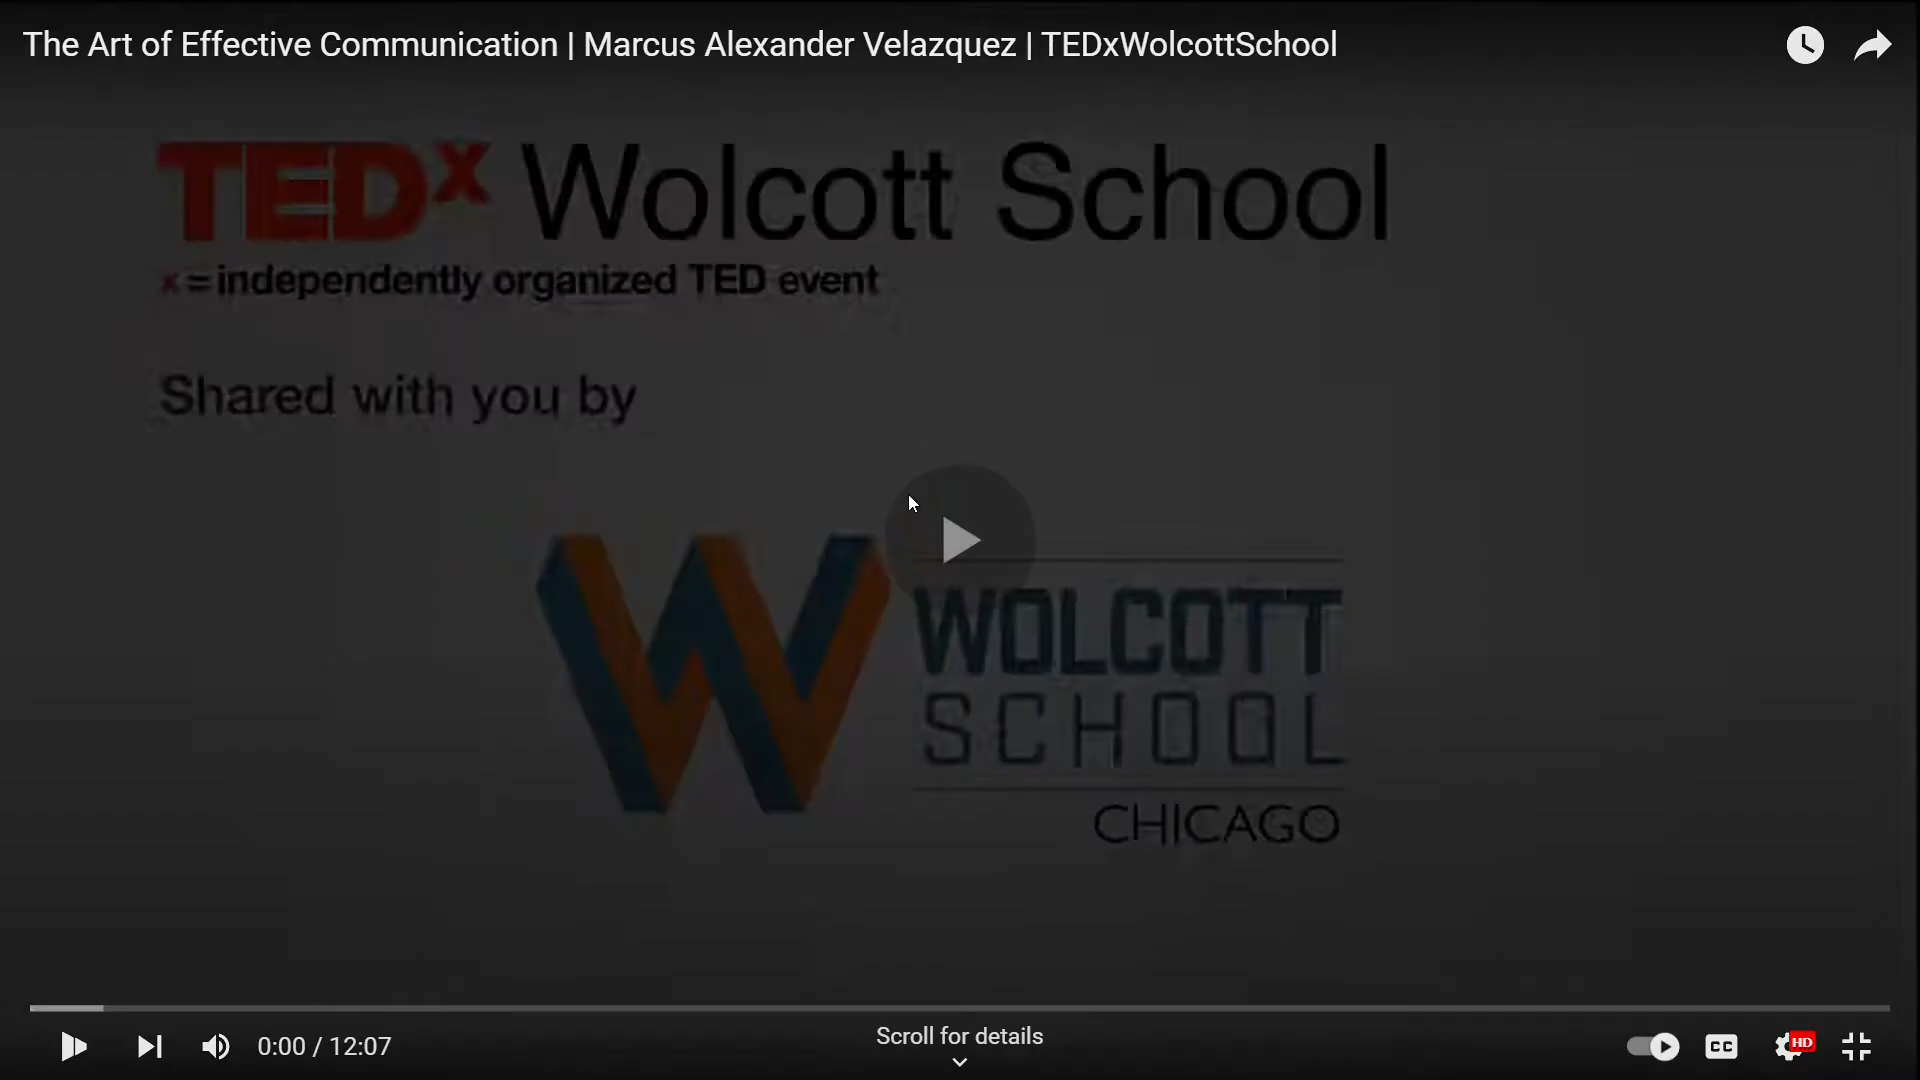 The Art of Effective Communication | Marcus Alexander Velazquez | TEDxWolcottSchool
TEDx Wolcott School
x = independently organized TED event
Shared with you by
WOLCOTT
SCHOOL
CHICAGO
0:00 / 12:07
Scroll for details
CC
HD